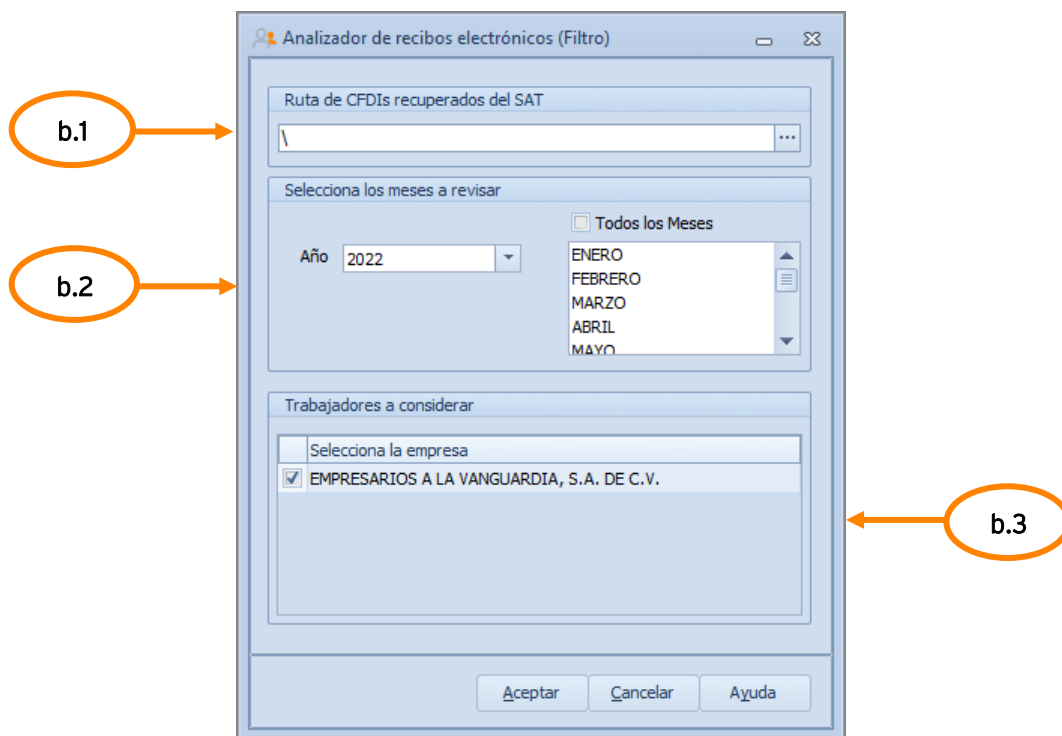 Analizador de recibos electrónicos (Filtro)
Ruta de CFDIs recuperados del SAT
b.1
\
...
Selecciona los meses a revisar
Todos los Meses
Año 2022
ENERO
FEBRERO
b.2
MARZO
ABRIL
MAYO
Trabajadores a considerar
Selecciona la empresa
EMPRESARIOS A LA VANGUARDIA, S.A. DE C.V.
b.3
Aceptar Cancelar Ayuda